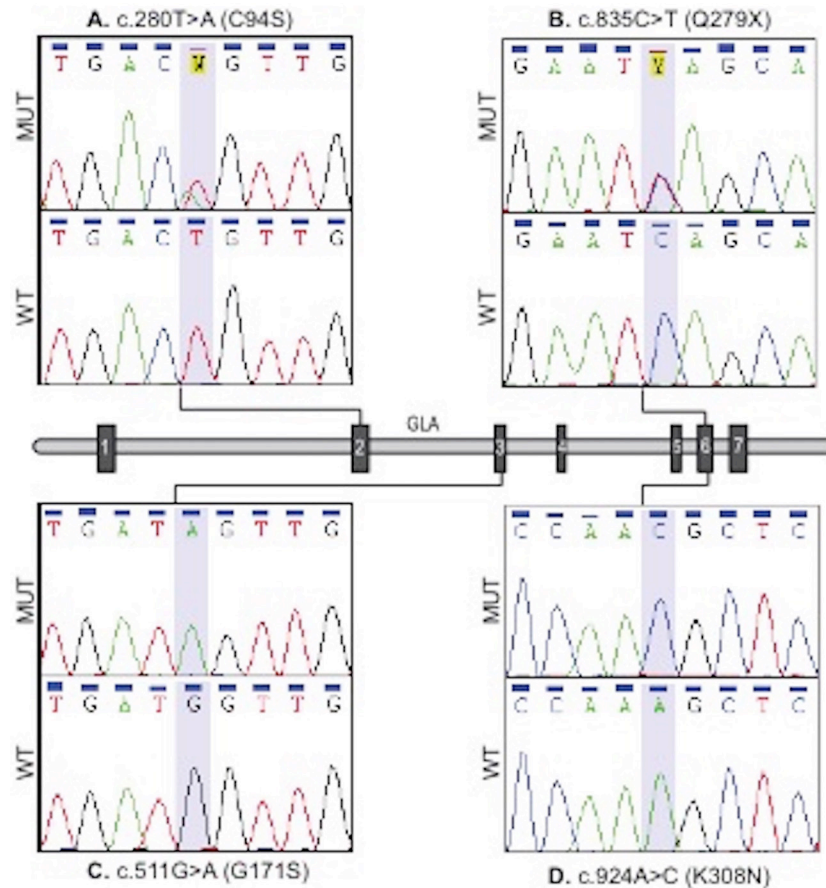 A. c.280T>A (C94S)
B. c.835C>T (Q279X)
MUT
T G A C W G T T G
MUT
G A A T Y A G C A
WT
T G A C T G T T G
WT
G A A T C A G C A
GLA
1 2 3 4 5 6 7
MUT
T G A T A G T T G
MUT
C C A A C G C T C
WT
T G A T G G T T G
WT
C C A A A G C T C
C. c.511G>A (G171S)
D. c.924A>C (K308N)